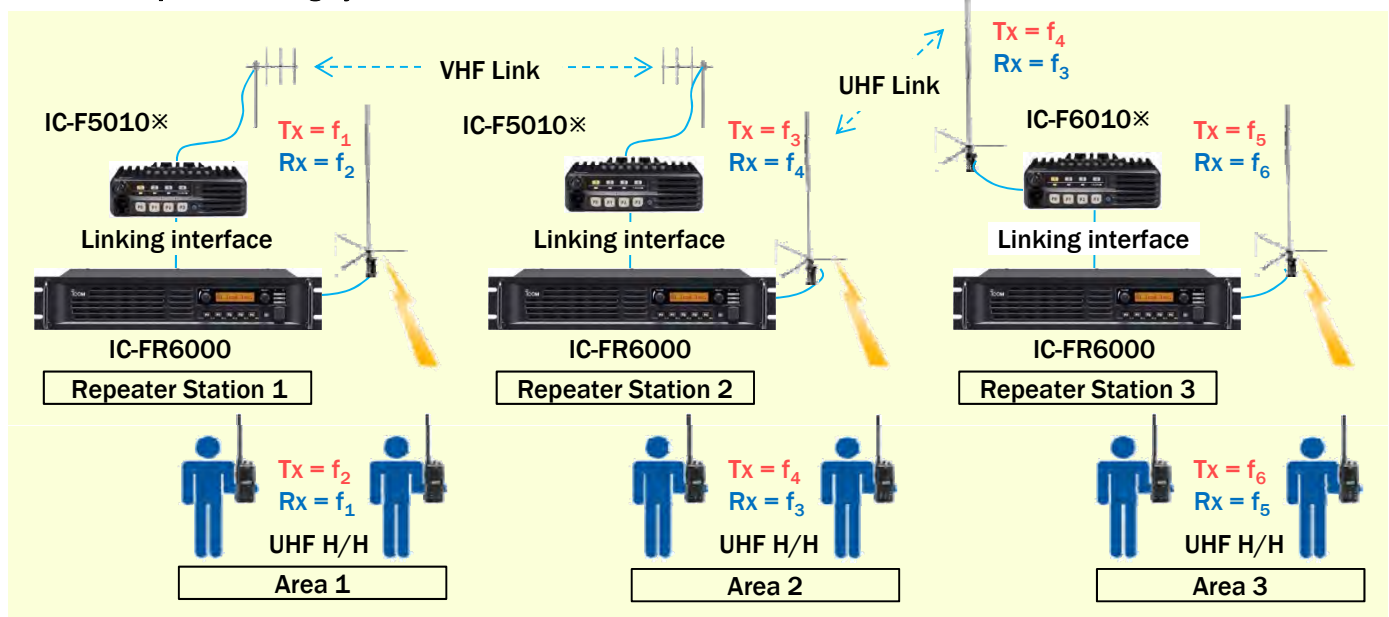 VHF Link
UHF Link
Tx = f₄
Rx = f₃
IC-F5010※
Tx = f₁
Rx = f₂
IC-F5010※
Tx = f₃
Rx = f₄
IC-F6010※
Tx = f₅
Rx = f₆
Linking interface
Linking interface
Linking interface
ICOM
ICOM
ICOM
IC-FR6000
IC-FR6000
IC-FR6000
Repeater Station 1
Repeater Station 2
Repeater Station 3
Tx = f₂
Rx = f₁
UHF H/H
Area 1
Tx = f₄
Rx = f₃
UHF H/H
Area 2
Tx = f₆
Rx = f₅
UHF H/H
Area 3